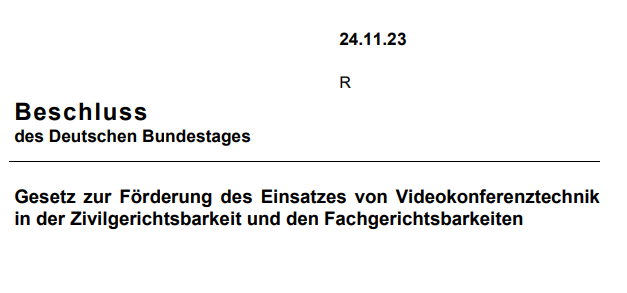 24.11.23
R
Beschluss
des Deutschen Bundestages
Gesetz zur Förderung des Einsatzes von Videokonferenztechnik
in der Zivilgerichtsbarkeit und den Fachgerichtsbarkeiten